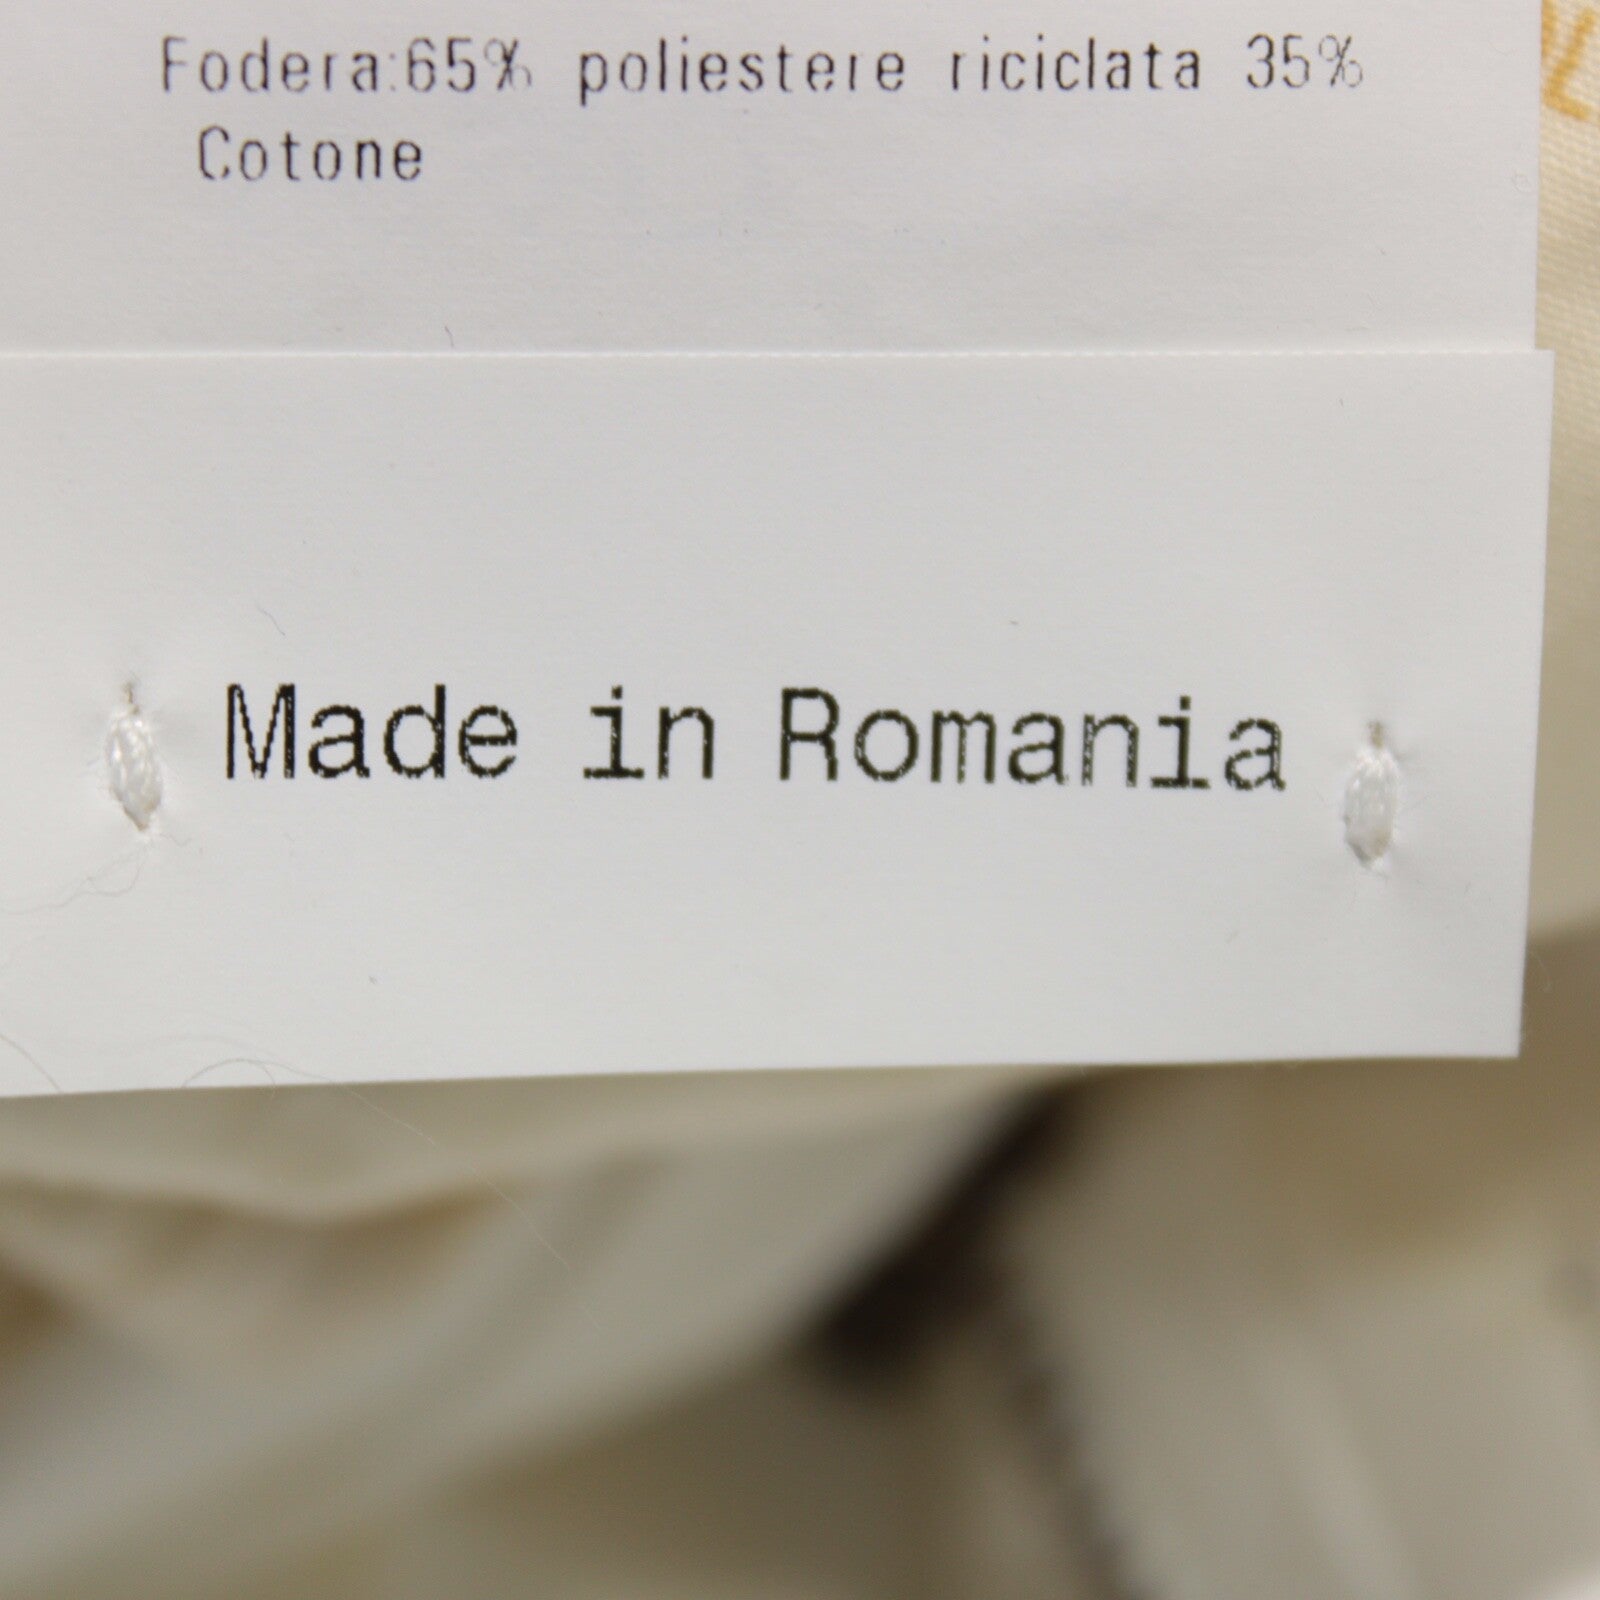 Fodera:65% poliestere riciclata 35%
Cotone
Made in Romania